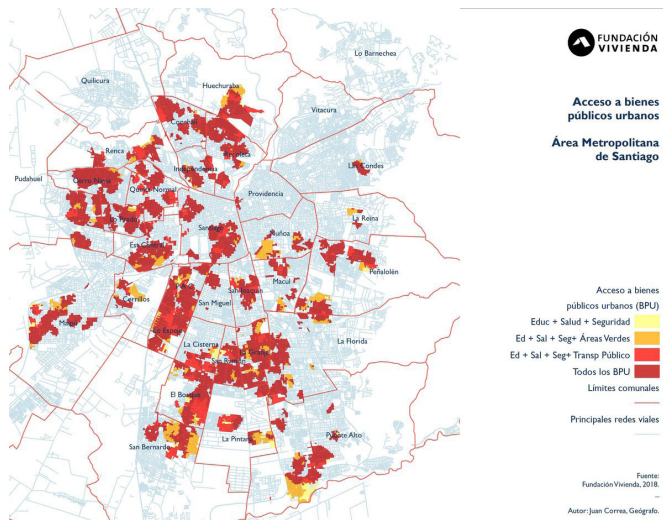 FUNDACIÓN
VIVIENDA
Acceso a bienes
públicos urbanos
Área Metropolitana
de Santiago
Lo Barnechea
Quilicura
Huechuraba
Vitacura
Conchalí
Renca
Recoleta
Independencia
Las Condes
Pudahuel
Cerro Navia
Quinta Normal
Providencia
Lo Prado
La Reina
Santiago
Ñuñoa
Est. Central
Peñalolén
Macul
San Joaquín
Cerrillos
San Miguel
Maipú
Lo Espejo
La Cisterna
La Florida
La Granja
San Ramón
El Bosque
La Pintana
Puente Alto
San Bernardo
Acceso a bienes
públicos urbanos (BPU)
Educ + Salud + Seguridad
Ed + Sal + Seg+ Áreas Verdes
Ed + Sal + Seg+ Transp Público
Todos los BPU
Límites comunales
Principales redes viales
Fuente:
Fundación Vivienda, 2018.
_
Autor: Juan Correa, Geógrafo.